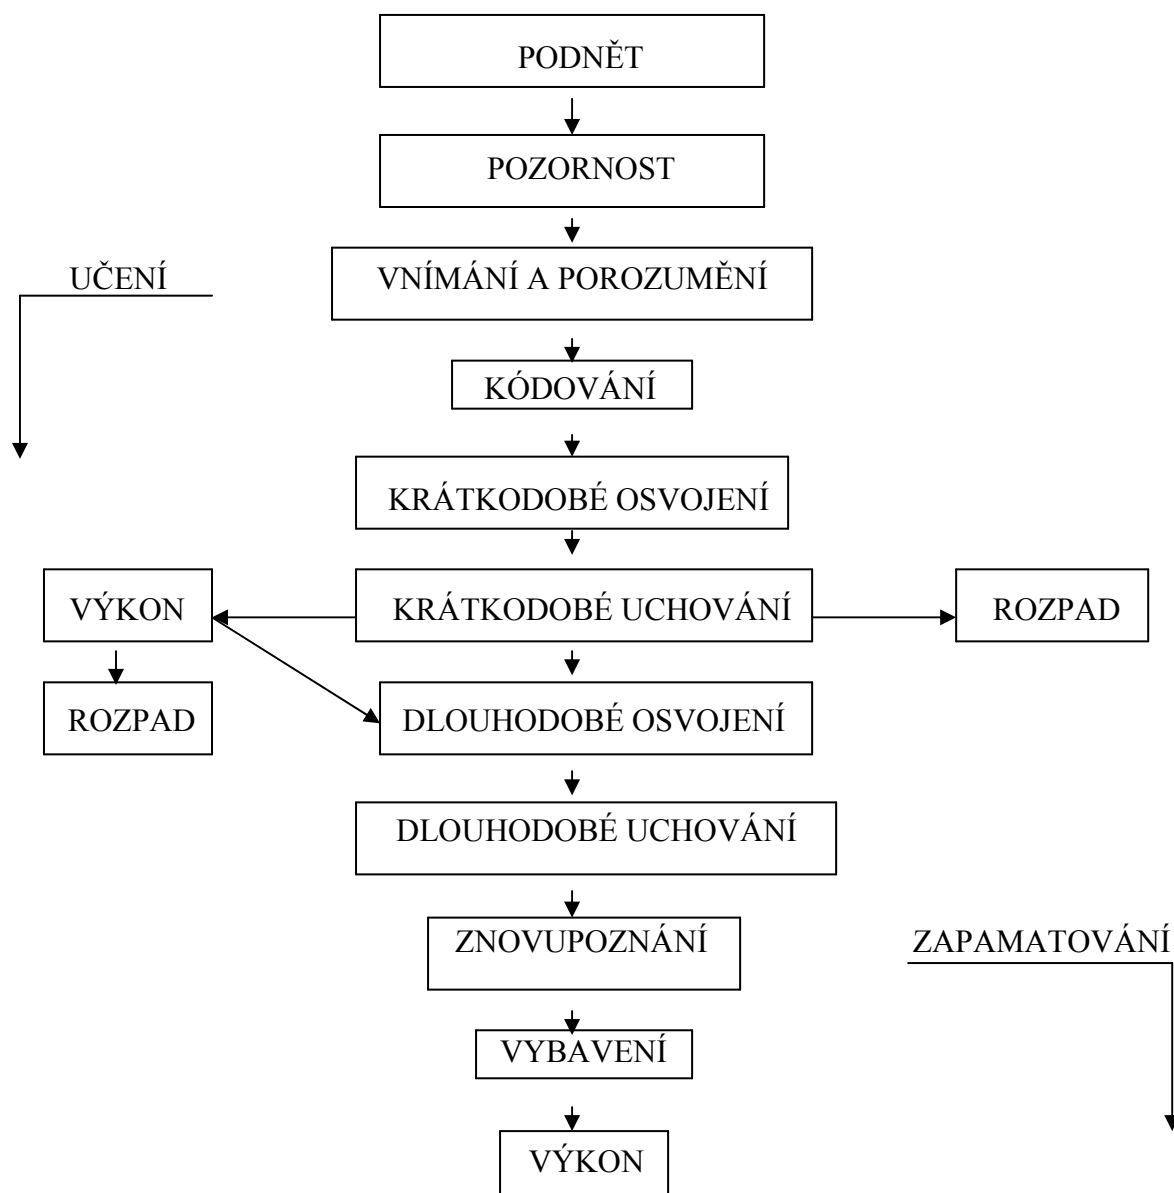 PODNĚT
POZORNOST
UČENÍ
VNÍMÁNÍ A POROZUMĚNÍ
KÓDOVÁNÍ
KRÁTKODOBÉ OSVOJENÍ
VÝKON
KRÁTKODOBÉ UCHOVÁNÍ
ROZPAD
ROZPAD
DLOUHODOBÉ OSVOJENÍ
DLOUHODOBÉ UCHOVÁNÍ
ZNOVUPOZNÁNÍ
ZAPAMATOVÁNÍ
VYBAVENÍ
VÝKON